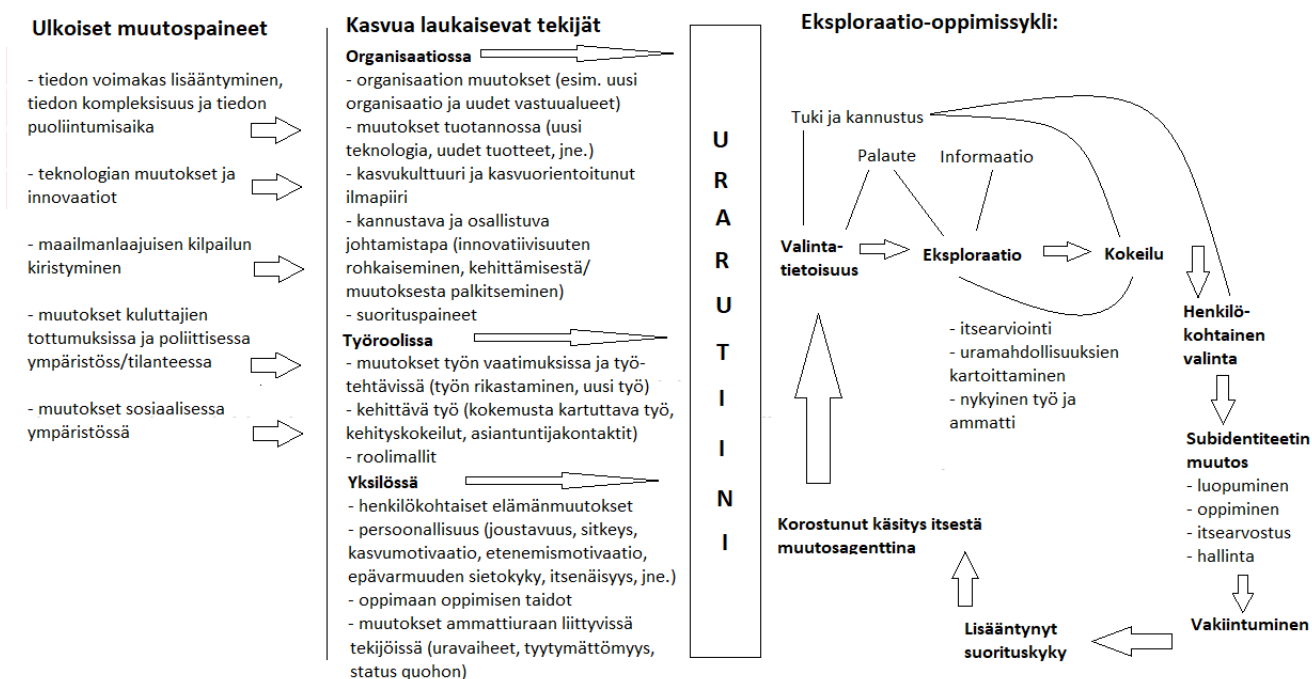 Ulkoiset muutospaineet
- tiedon voimakas lisääntyminen,
tiedon kompleksisuus ja tiedon
puoliintumisaika
- teknologian muutokset ja
innovaatiot
- maailmanlaajuisen kilpailun
kiristyminen
- muutokset kuluttajien
tottumuksissa ja poliittisessa
ympäristöss/tilanteessa
- muutokset sosiaalisessa
ympäristössä
Kasvua laukaisevat tekijät
Organisaatiossa
- organisaation muutokset (esim. uusi
organisaatio ja uudet vastuualueet)
- muutokset tuotannossa (uusi
teknologia, uudet tuotteet, jne.)
- kasvukulttuuri ja kasvuorientoitunut
ilmapiiri
- kannustava ja osallistuva
johtamistapa (innovatiivisuuten
rohkaiseminen, kehittämisestä/
muutoksesta palkitseminen)
- suorituspaineet
Työroolissa
- muutokset työn vaatimuksissa ja työ-
tehtävissä (työn rikastaminen, uusi työ)
- kehittävä työ (kokemusta kartuttava työ,
kehityskokeilut, asiantuntijakontaktit)
- roolimallit
Yksilössä
- henkilökohtaiset elämänmuutokset
- persoonallisuus (joustavuus, sitkeys,
kasvumotivaatio, etenemismotivaatio,
epävarmuuden sietokyky, itsenäisyys, jne.)
- oppimaan oppimisen taidot
- muutokset ammattiuraan liittyvissä
tekijöissä (uravaiheet, tyytymättömyys,
status quohon)
U
R
A
R
U
T
I
I
N
I
Eksploraatio-oppimissykli:
Tuki ja kannustus
Palaute
Informaatio
Valinta-
tietoisuus
Eksploraatio
Kokeilu
- itsearviointi
- uramahdollisuuksien
kartoittaminen
- nykyinen työ ja
ammatti
Henkilö-
kohtainen
valinta
Subidentiteetin
muutos
- luopuminen
- oppiminen
- itsearvostus
- hallinta
Vakiintuminen
Lisääntynyt
suorituskyky
Korostunut käsitys itsestä
muutosagenttina